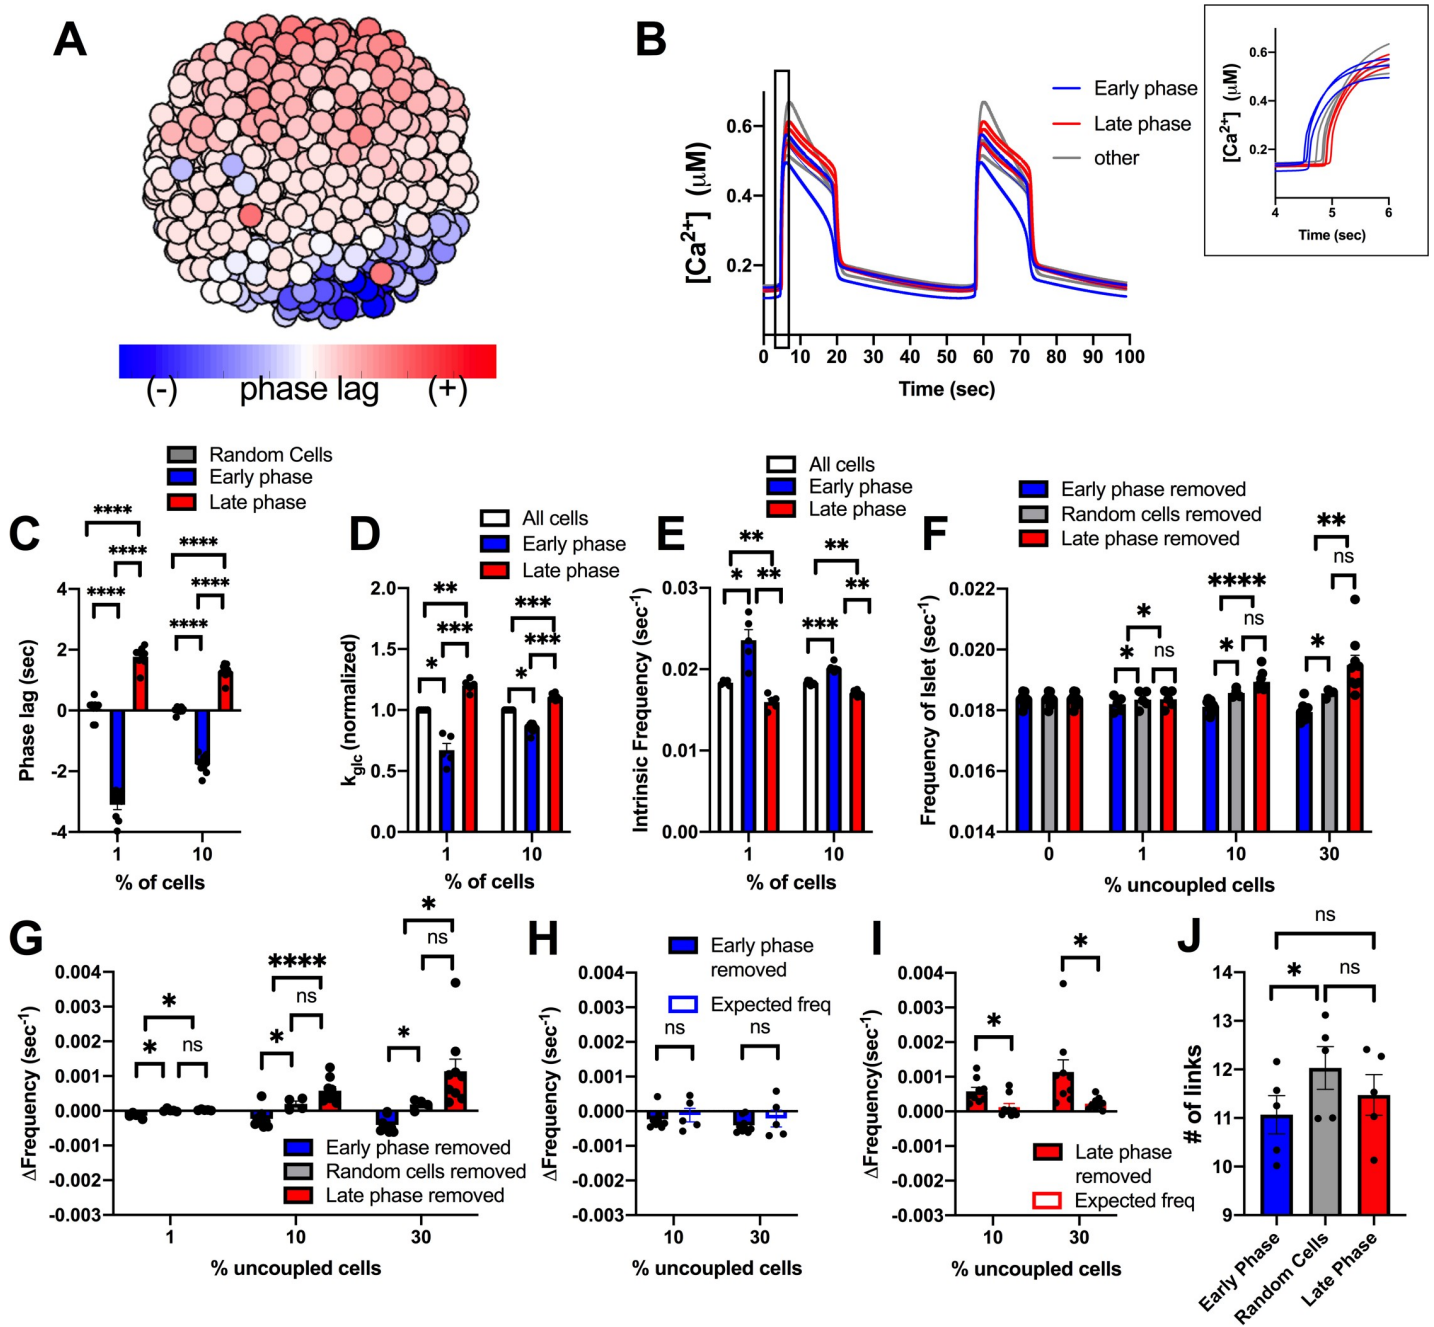 A
(-) phase lag (+)
B
[Ca2+] (μM)
0.6
0.4
0.2
0 10 20 30 40 50 60 70 80 90 100
Time (sec)
Early phase
Late phase
other
[Ca2+] (μM)
0.6
0.4
0.2
4 5 6
Time (sec)
C
Random Cells
Early phase
Late phase
**** **** ****
**** **** ****
Phase lag (sec)
4
2
0
-2
-4
1 10
% of cells
D
All cells
Early phase
Late phase
** *** *
*** *** *
kglc (normalized)
2.0
1.5
1.0
0.5
0.0
1 10
% of cells
E
All cells
Early phase
Late phase
** * **
** *** **
Intrinsic Frequency (sec-1)
0.03
0.02
0.01
0.00
1 10
% of cells
F
Early phase removed
Random cells removed
Late phase removed
* * ns
**** * ns
** * ns
Frequency of Islet (sec-1)
0.022
0.020
0.018
0.016
0.014
0 1 10 30
% uncoupled cells
G
* * ns
**** * ns
* * ns
ΔFrequency (sec-1)
0.004
0.003
0.002
0.001
0.000
-0.001
-0.002
-0.003
Early phase removed
Random cells removed
Late phase removed
1 10 30
% uncoupled cells
H
Early phase
removed
Expected freq
ns ns
ΔFrequency (sec-1)
0.004
0.003
0.002
0.001
0.000
-0.001
-0.002
-0.003
10 30
% uncoupled cells
I
* *
ΔFrequency(sec-1)
0.004
0.003
0.002
0.001
0.000
-0.001
-0.002
-0.003
Late phase
removed
Expected freq
10 30
% uncoupled cells
J
ns
* ns
# of links
14
13
12
11
10
9
Early Phase
Random Cells
Late Phase